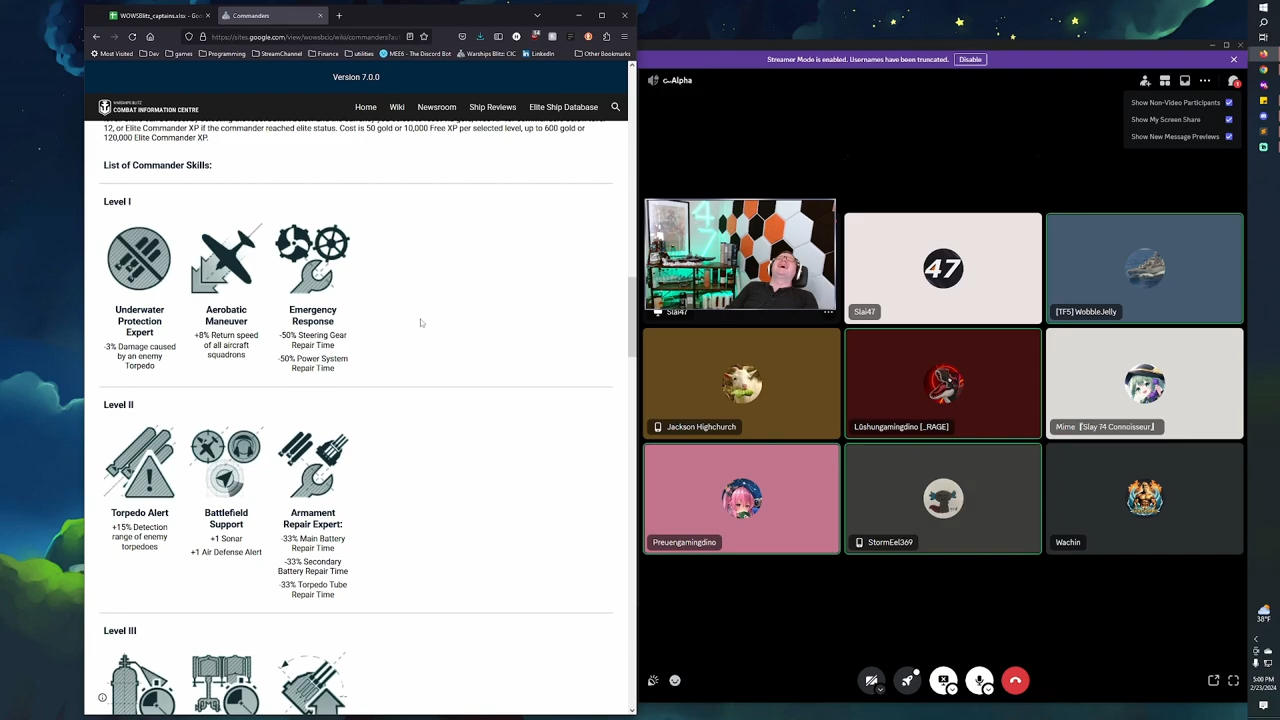 WOWSBlitz_captains.xlsx - Goo
Commanders
https://sites.google.com/view/wowsbcic/wiki/commanders?aut
Most Visited
Dev
games
Programming
StreamChannel
Finance
utilities
MEE6 - The Discord Bot
Warships Blitz: CIC
LinkedIn
Other Bookmarks
Version 7.0.0
WARSHIPS BLITZ
COMBAT INFORMATION CENTRE
Home
Wiki
Newsroom
Ship Reviews
Elite Ship Database
12, or Elite Commander XP if the commander reached elite status. Cost is 50 gold or 10,000 Free XP per selected level, up to 600 gold or
120,000 Elite Commander XP.
List of Commander Skills:
Level I
Underwater
Protection
Expert
-3% Damage caused
by an enemy
Torpedo
Aerobatic
Maneuver
+8% Return speed
of all aircraft
squadrons
Emergency
Response
-50% Steering Gear
Repair Time
-50% Power System
Repair Time
Level II
Torpedo Alert
+15% Detection
range of enemy
torpedoes
Battlefield
Support
+1 Sonar
+1 Air Defense Alert
Armament
Repair Expert:
-33% Main Battery
Repair Time
-33% Secondary
Battery Repair Time
-33% Torpedo Tube
Repair Time
Level III
Streamer Mode is enabled. Usernames have been truncated.
Disable
Alpha
Show Non-Video Participants
Show My Screen Share
Show New Message Previews
Slai47
47
Slai47
[TF5] WobbleJelly
Jackson Highchurch
Lüshungamingdino [_RAGE]
Mime『Slay 74 Connoisseur』
Preuengamingdino
StormEel369
Wachin
38°F
5:00 PM
2/23/2024